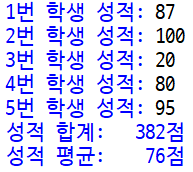 1번 학생 성적: 87
2번 학생 성적: 100
3번 학생 성적: 20
4번 학생 성적: 80
5번 학생 성적: 95
성적 합계:   382점
성적 평균:    76점